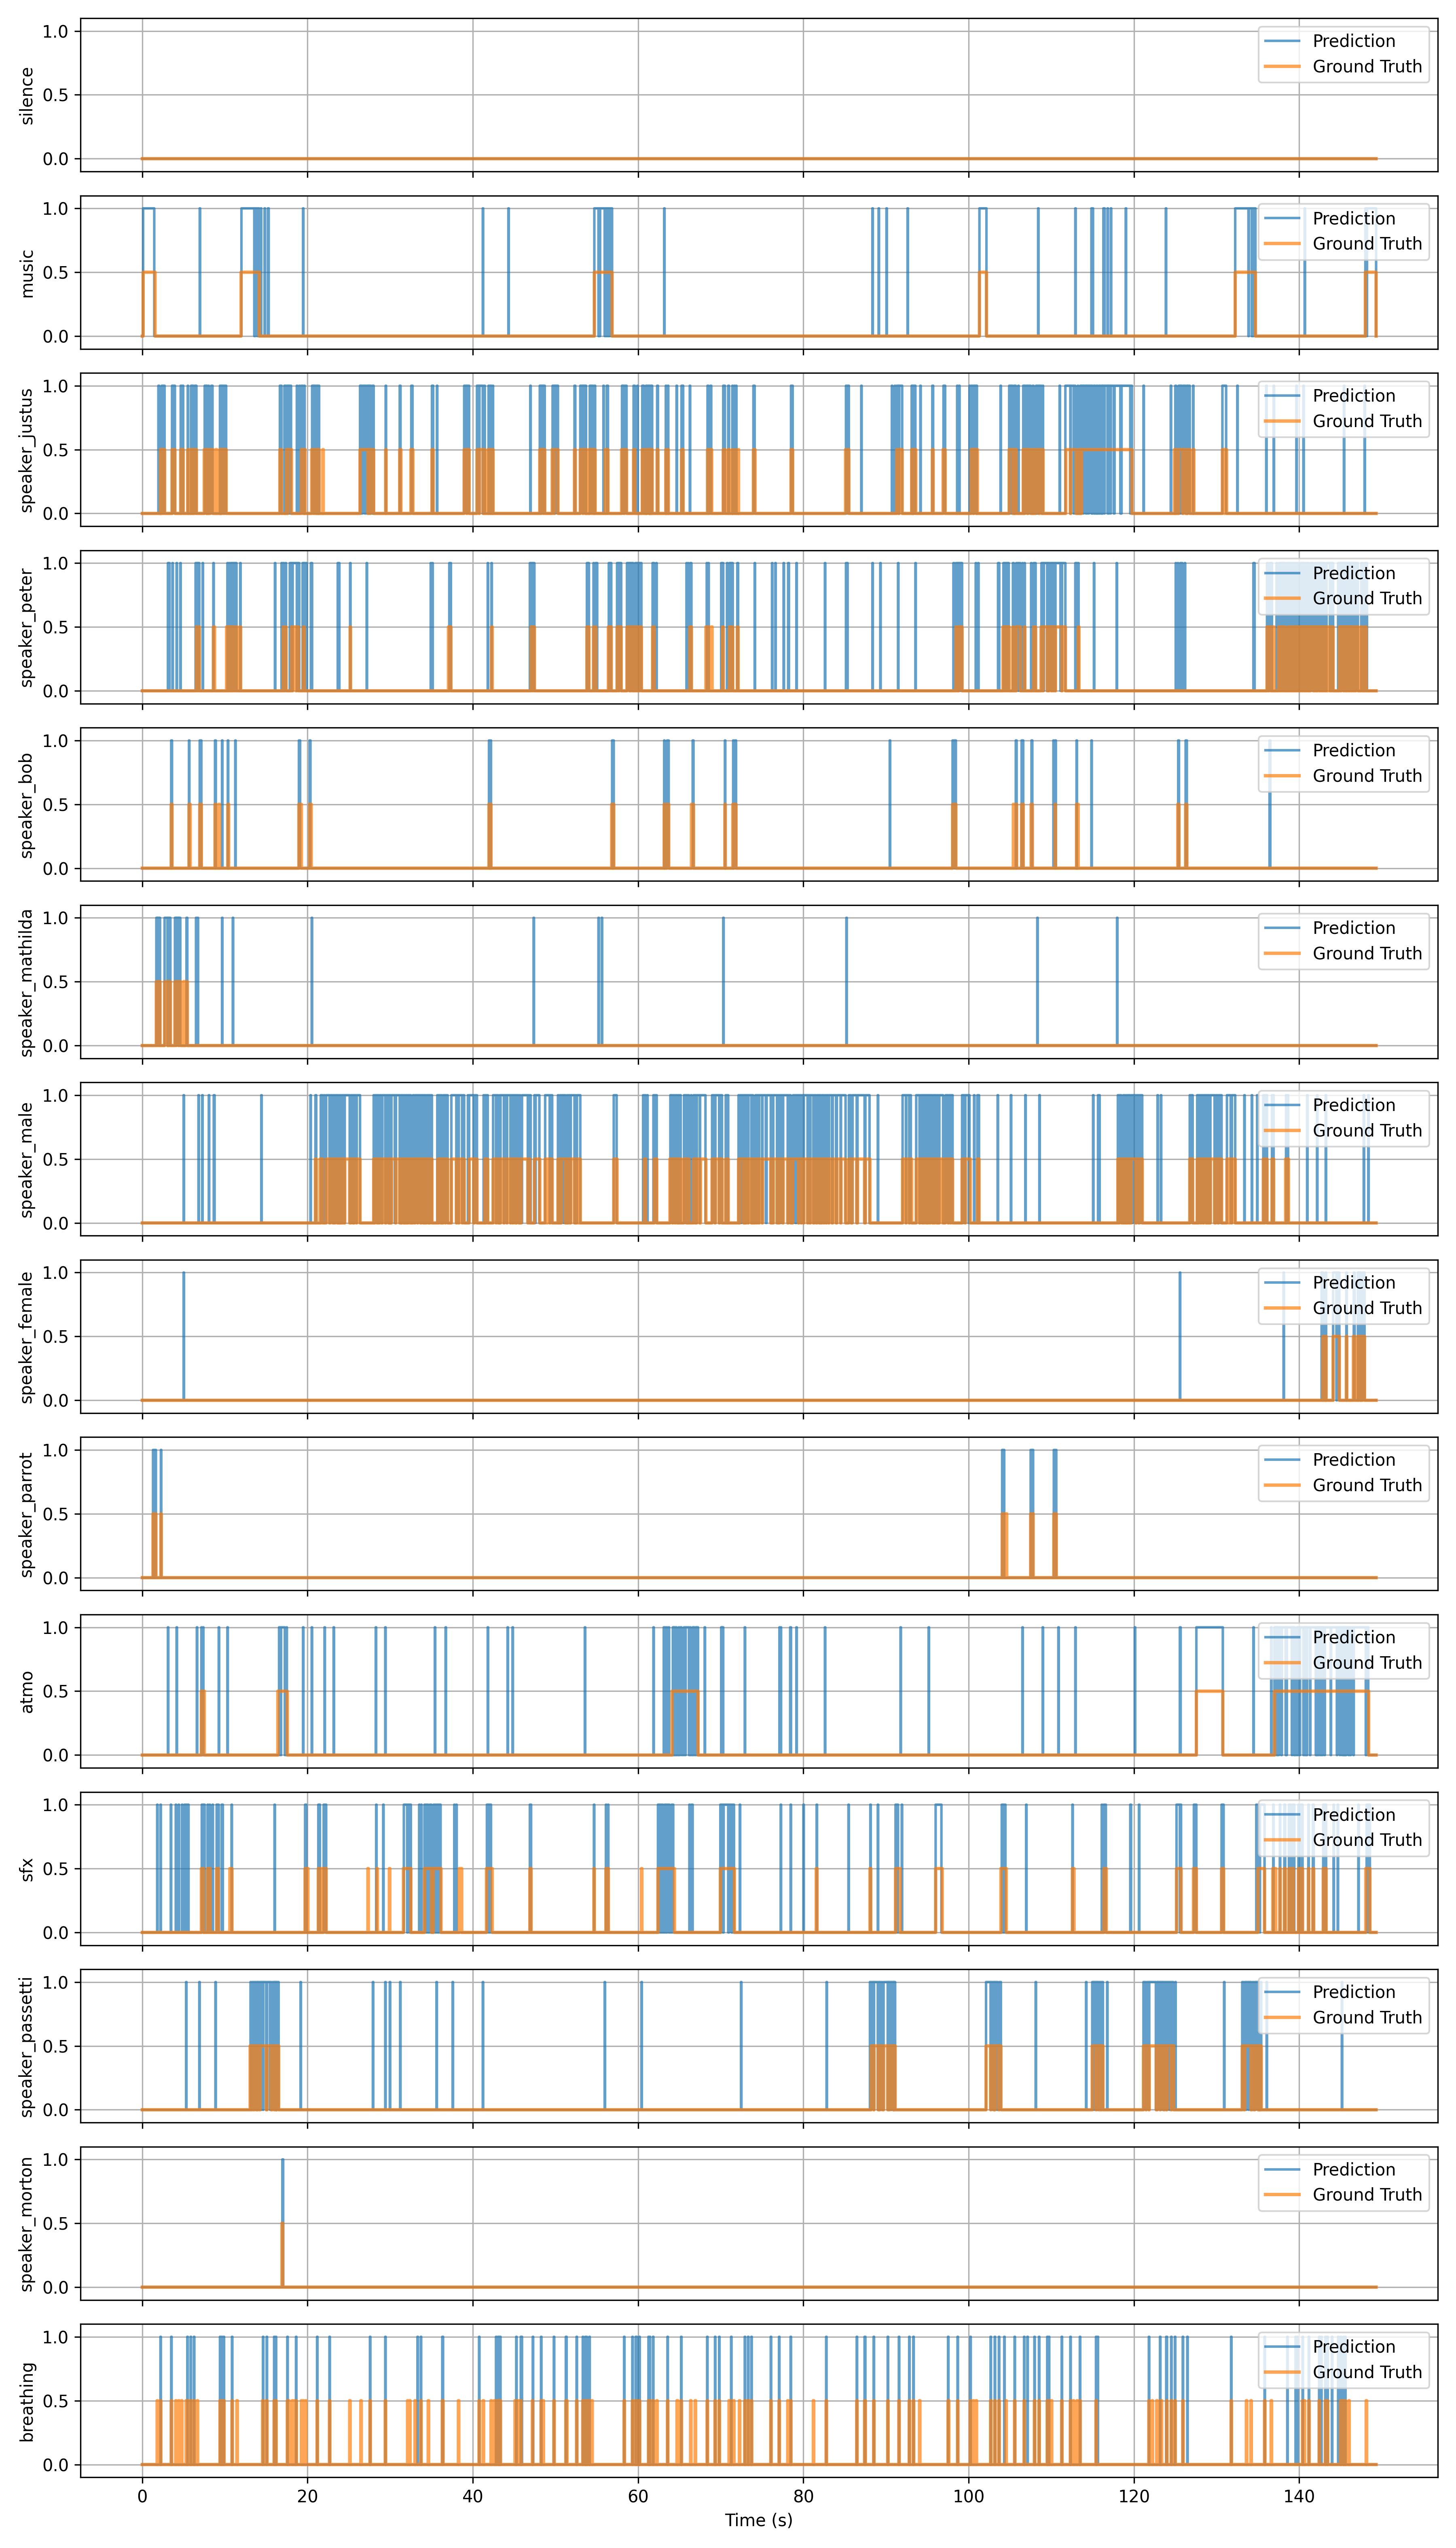 silence
1.0
0.5
0.0
Prediction
Ground Truth
music
1.0
0.5
0.0
Prediction
Ground Truth
speaker_justus
1.0
0.5
0.0
Prediction
Ground Truth
speaker_peter
1.0
0.5
0.0
Prediction
Ground Truth
speaker_bob
1.0
0.5
0.0
Prediction
Ground Truth
speaker_mathilda
1.0
0.5
0.0
Prediction
Ground Truth
speaker_male
1.0
0.5
0.0
Prediction
Ground Truth
speaker_female
1.0
0.5
0.0
Prediction
Ground Truth
speaker_parrot
1.0
0.5
0.0
Prediction
Ground Truth
atmo
1.0
0.5
0.0
Prediction
Ground Truth
sfx
1.0
0.5
0.0
Prediction
Ground Truth
speaker_passetti
1.0
0.5
0.0
Prediction
Ground Truth
speaker_morton
1.0
0.5
0.0
Prediction
Ground Truth
breathing
1.0
0.5
0.0
Prediction
Ground Truth
0 20 40 60 80 100 120 140
Time (s)